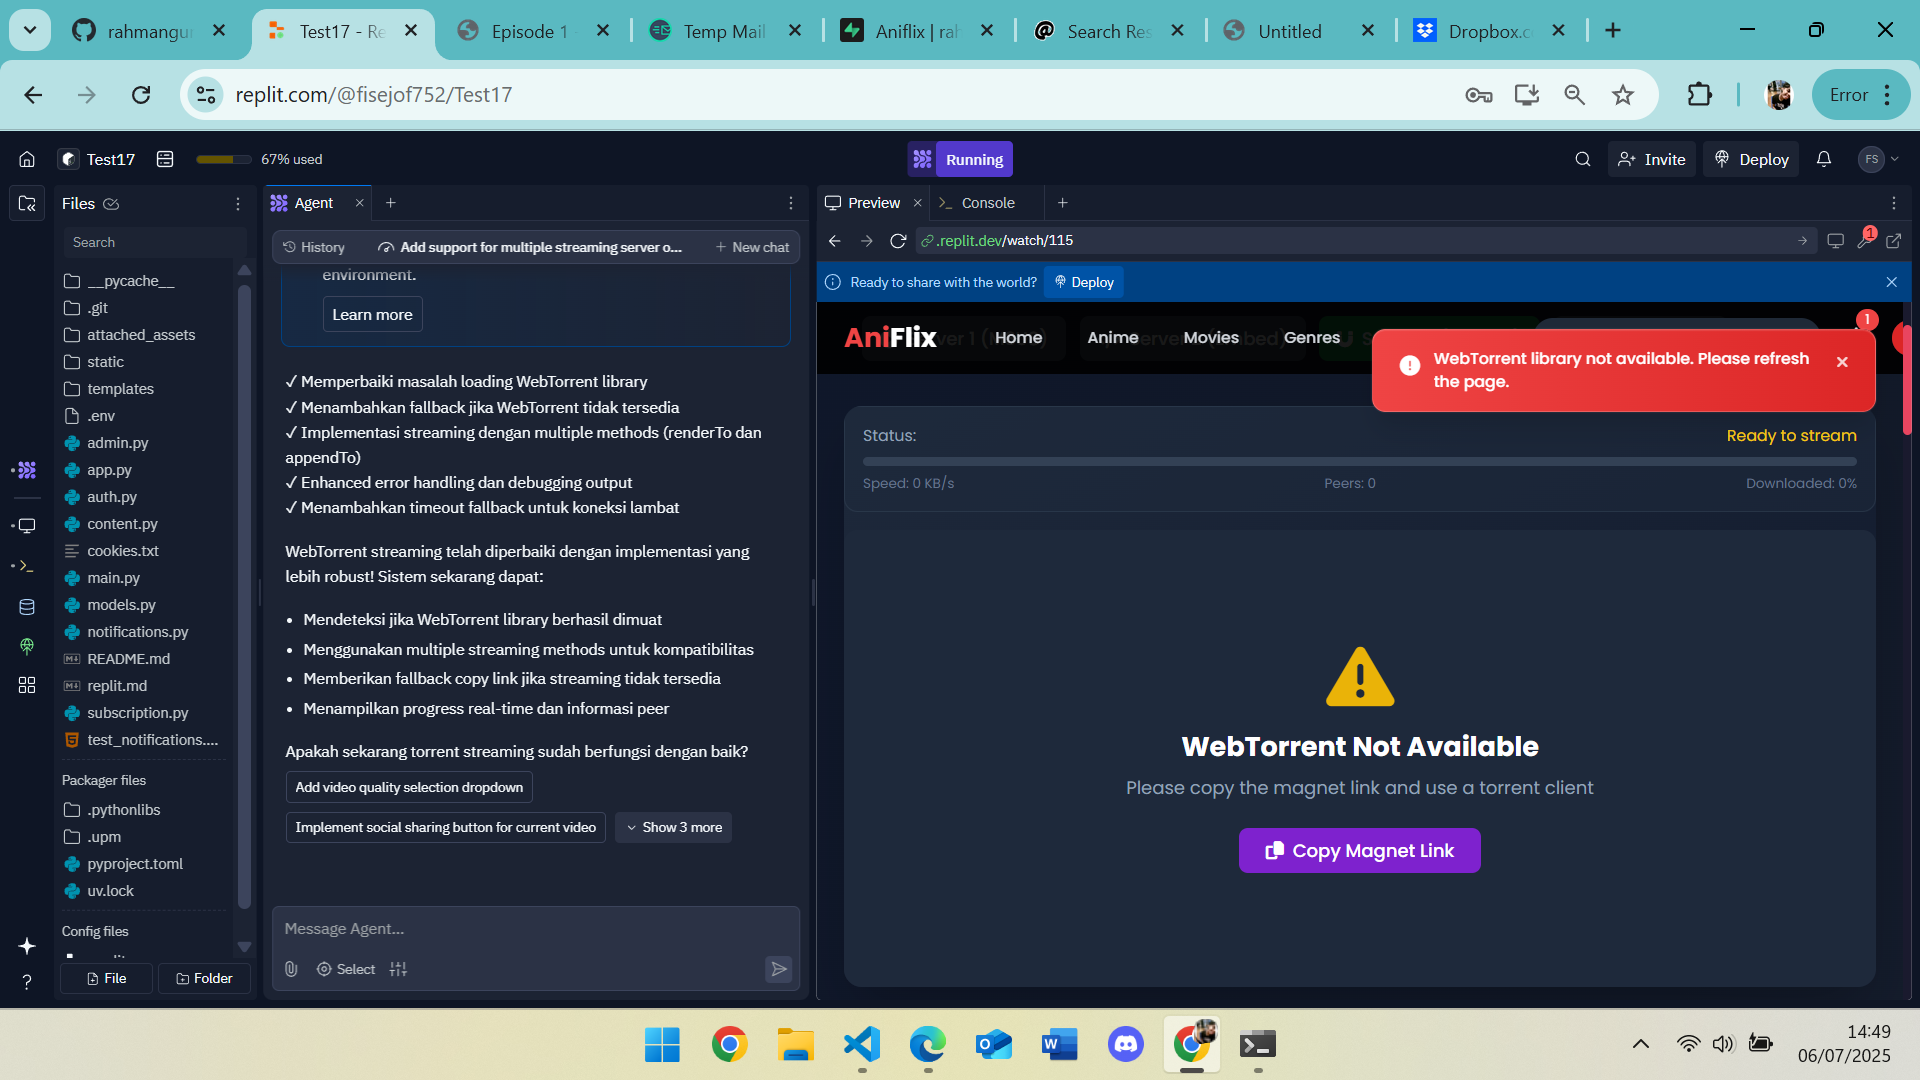 rahmangu
Test17 - Re
Episode 1 -
Temp Mail
Aniflix | rah
Search Res
Untitled
Dropbox.c
replit.com/@fisejof752/Test17
Error
Test17
67% used
Running
Invite
Deploy
FS
Files
Search
__pycache__
.git
attached_assets
static
templates
.env
admin.py
app.py
auth.py
content.py
cookies.txt
main.py
models.py
notifications.py
README.md
replit.md
subscription.py
test_notifications....
Packager files
.pythonlibs
.upm
pyproject.toml
uv.lock
Config files
File
Folder
Agent
History
Add support for multiple streaming server o...
New chat
environment.
Learn more
✓ Memperbaiki masalah loading WebTorrent library
✓ Menambahkan fallback jika WebTorrent tidak tersedia
✓ Implementasi streaming dengan multiple methods (renderTo dan
appendTo)
✓ Enhanced error handling dan debugging output
✓ Menambahkan timeout fallback untuk koneksi lambat
WebTorrent streaming telah diperbaiki dengan implementasi yang
lebih robust! Sistem sekarang dapat:
• Mendeteksi jika WebTorrent library berhasil dimuat
• Menggunakan multiple streaming methods untuk kompatibilitas
• Memberikan fallback copy link jika streaming tidak tersedia
• Menampilkan progress real-time dan informasi peer
Apakah sekarang torrent streaming sudah berfungsi dengan baik?
Add video quality selection dropdown
Implement social sharing button for current video
Show 3 more
Message Agent...
Select
Preview
Console
.replit.dev/watch/115
1
Ready to share with the world?
Deploy
AniFlix
Home
Anime
Movies
Genres
1
WebTorrent library not available. Please refresh
the page.
Status:
Ready to stream
Speed: 0 KB/s
Peers: 0
Downloaded: 0%
WebTorrent Not Available
Please copy the magnet link and use a torrent client
Copy Magnet Link
14:49
06/07/2025